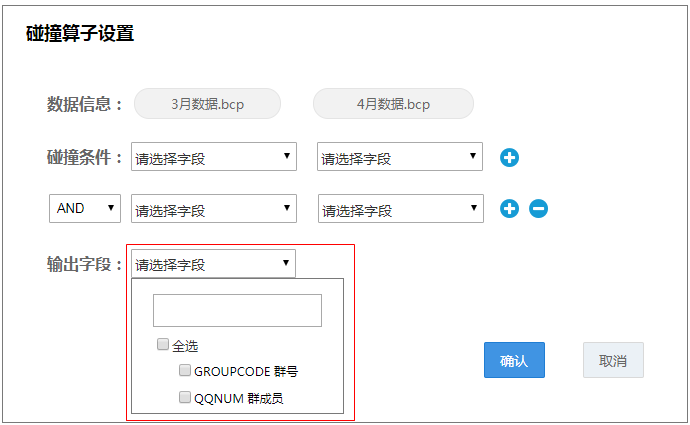 碰撞算子设置
数据信息： 3月数据.bcp 4月数据.bcp
碰撞条件： 请选择字段 请选择字段
AND 请选择字段 请选择字段
输出字段： 请选择字段
全选
GROUPCODE 群号
QQNUM 群成员
确认 取消